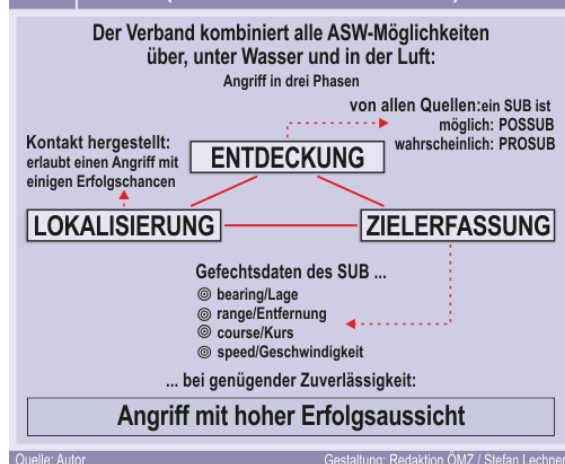 Der Verband kombiniert alle ASW-Möglichkeiten
über, unter Wasser und in der Luft:
Angriff in drei Phasen
von allen Quellen:ein SUB ist
möglich: POSSUB
wahrscheinlich: PROSUB
Kontakt hergestellt:
erlaubt einen Angriff mit
einigen Erfolgschancen
ENTDECKUNG
LOKALISIERUNG
ZIELERFASSUNG
Gefechtsdaten des SUB ...
bearing/Lage
range/Entfernung
course/Kurs
speed/Geschwindigkeit
... bei genügender Zuverlässigkeit:
Angriff mit hoher Erfolgsaussicht
Quelle: Autor
Gestaltung: Redaktion ÖMZ / Stefan Lechner